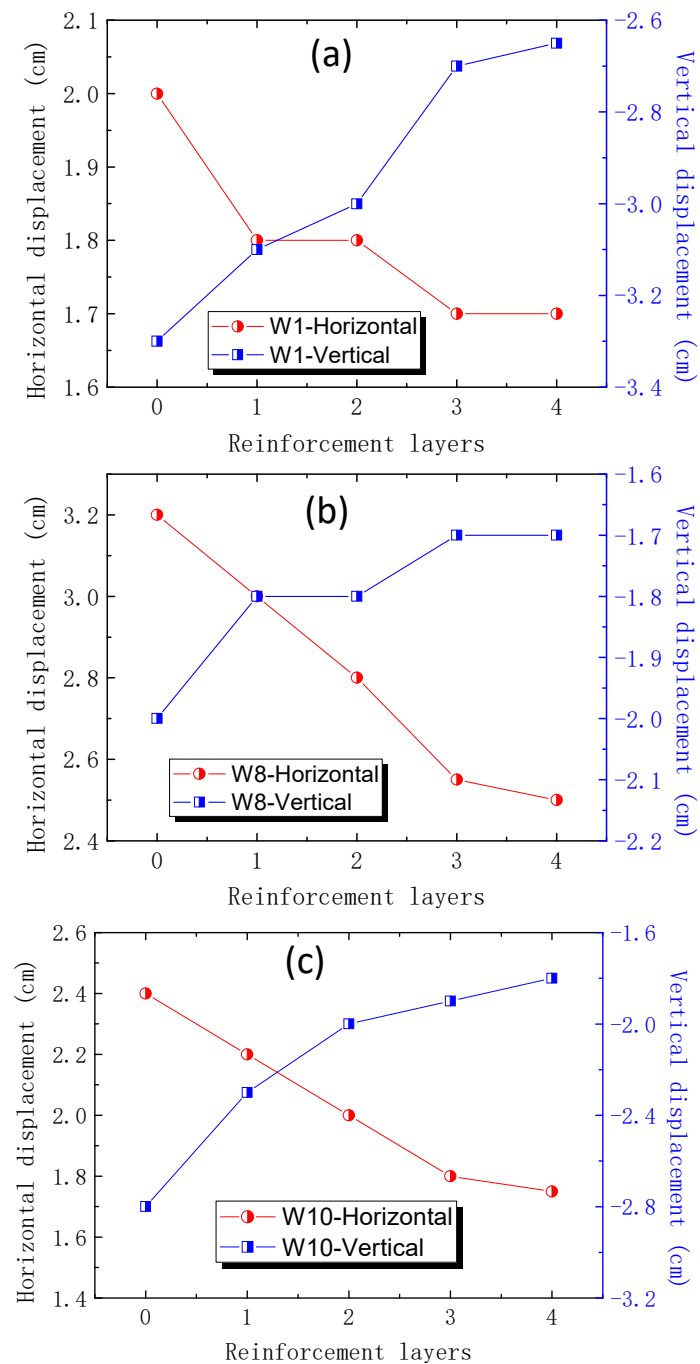 (a)
Horizontal displacement (cm)
2.1
2.0
1.9
1.8
1.7
1.6
-2.6
-2.8
-3.0
-3.2
-3.4
Vertical displacement (cm)
W1-Horizontal
W1-Vertical
0 1 2 3 4
Reinforcement layers
(b)
Horizontal displacement (cm)
3.2
3.0
2.8
2.6
2.4
-1.6
-1.7
-1.8
-1.9
-2.0
-2.1
-2.2
Vertical displacement (cm)
W8-Horizontal
W8-Vertical
0 1 2 3 4
Reinforcement layers
(c)
Horizontal displacement (cm)
2.6
2.4
2.2
2.0
1.8
1.6
1.4
-1.6
-2.0
-2.4
-2.8
-3.2
Vertical displacement (cm)
W10-Horizontal
W10-Vertical
0 1 2 3 4
Reinforcement layers